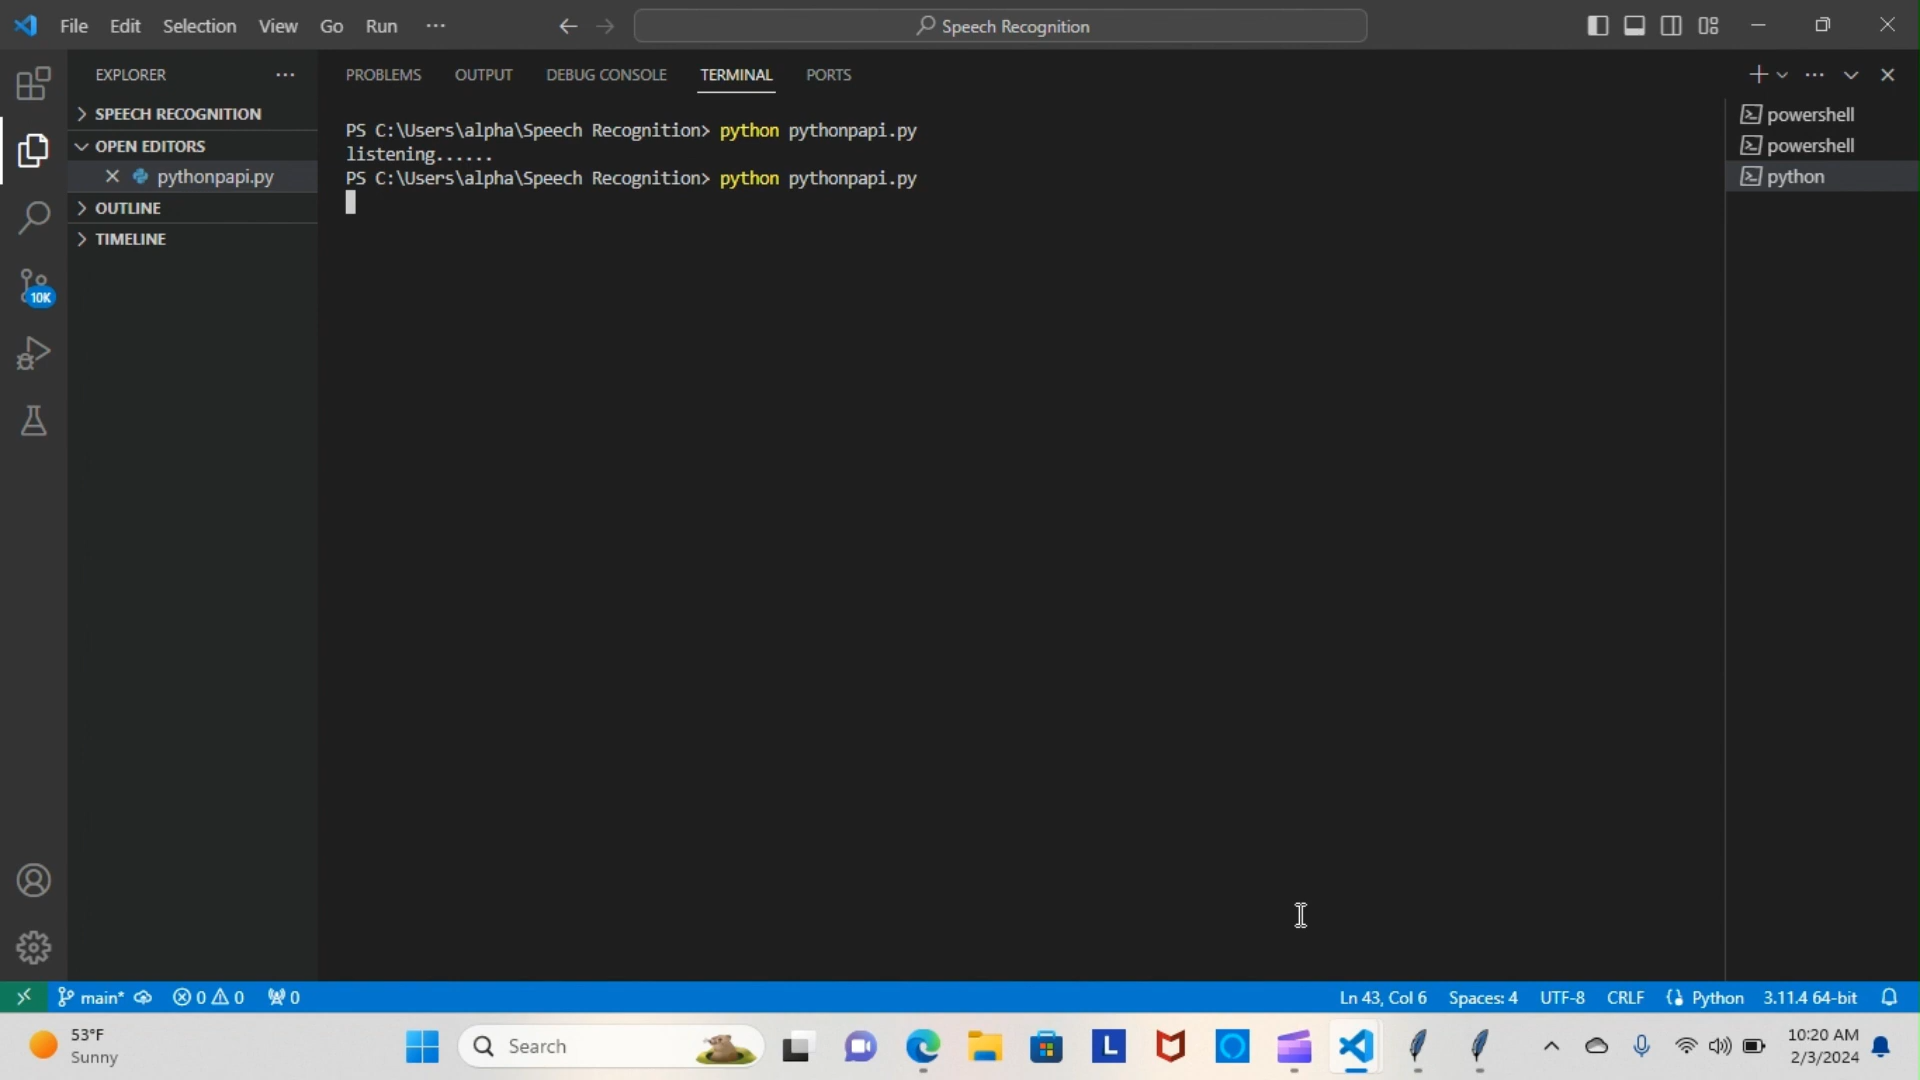 File Edit Selection View Go Run ···
Speech Recognition
EXPLORER ···
SPEECH RECOGNITION
OPEN EDITORS
pythonpapi.py
OUTLINE
TIMELINE
10K
PROBLEMS OUTPUT DEBUG CONSOLE TERMINAL PORTS
PS C:\Users\alpha\Speech Recognition> python pythonpapi.py
listening......
PS C:\Users\alpha\Speech Recognition> python pythonpapi.py
powershell
powershell
python
main* 0 0 0
Ln 43, Col 6 Spaces: 4 UTF-8 CRLF Python 3.11.4 64-bit
53°F
Sunny
Search
L
10:20 AM
2/3/2024